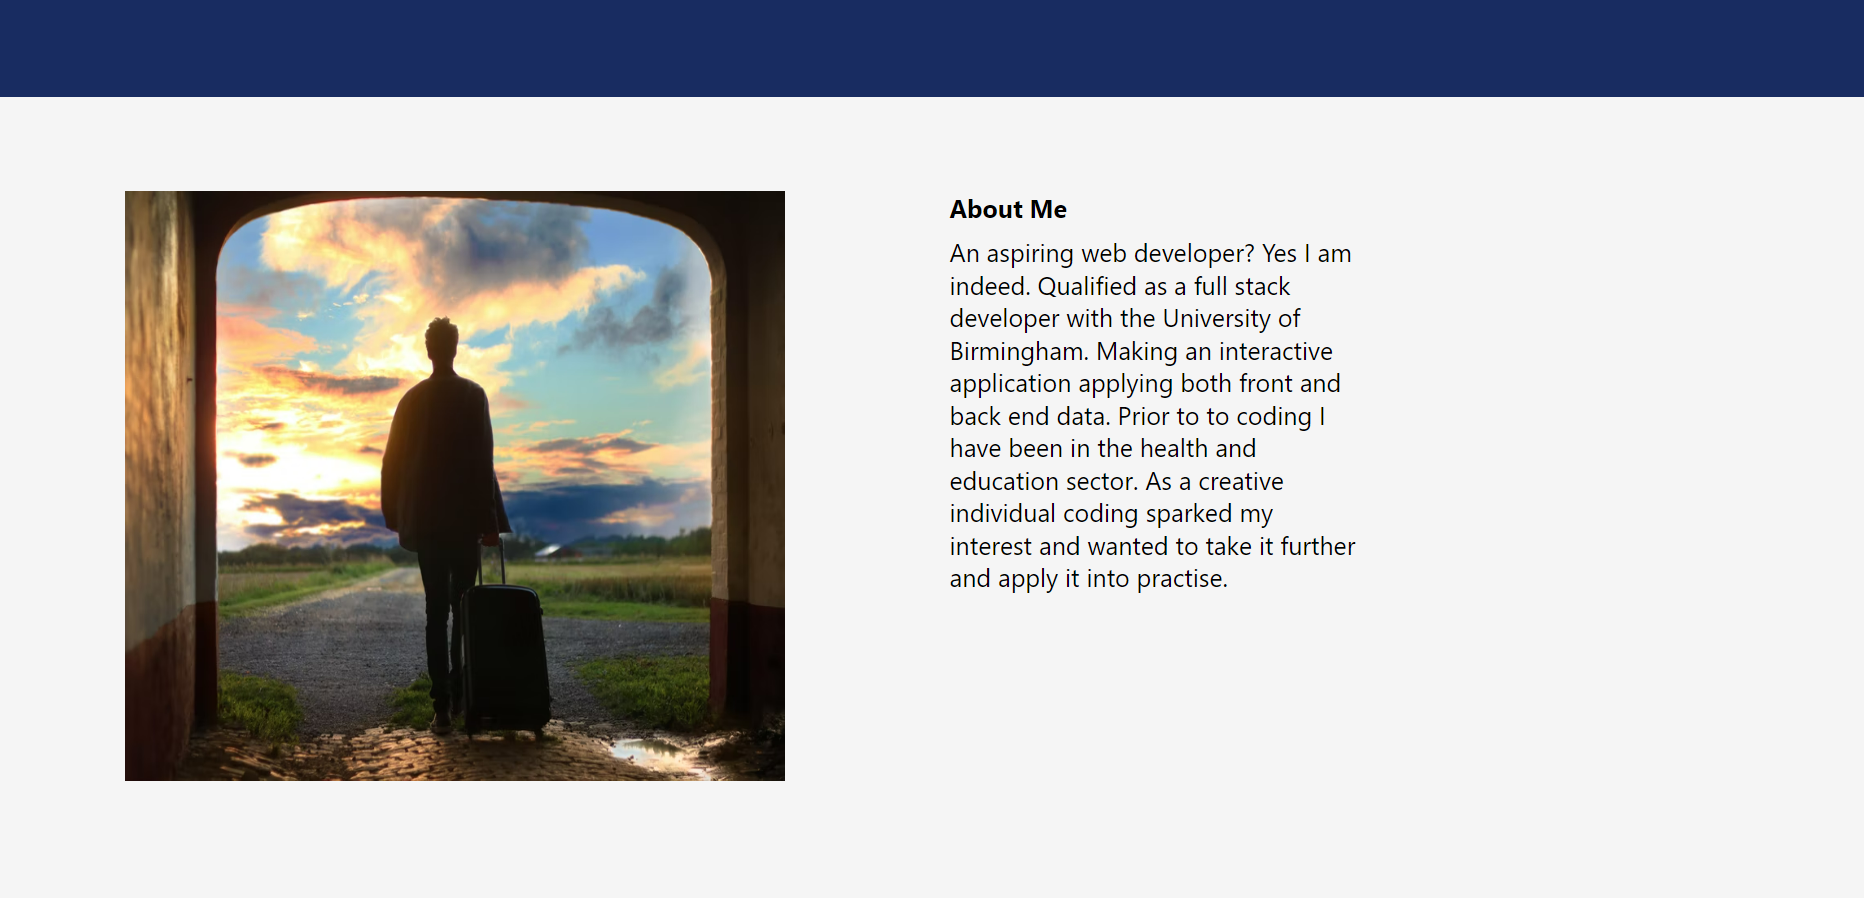 About Me
An aspiring web developer? Yes I am
indeed. Qualified as a full stack
developer with the University of
Birmingham. Making an interactive
application applying both front and
back end data. Prior to to coding I
have been in the health and
education sector. As a creative
individual coding sparked my
interest and wanted to take it further
and apply it into practise.